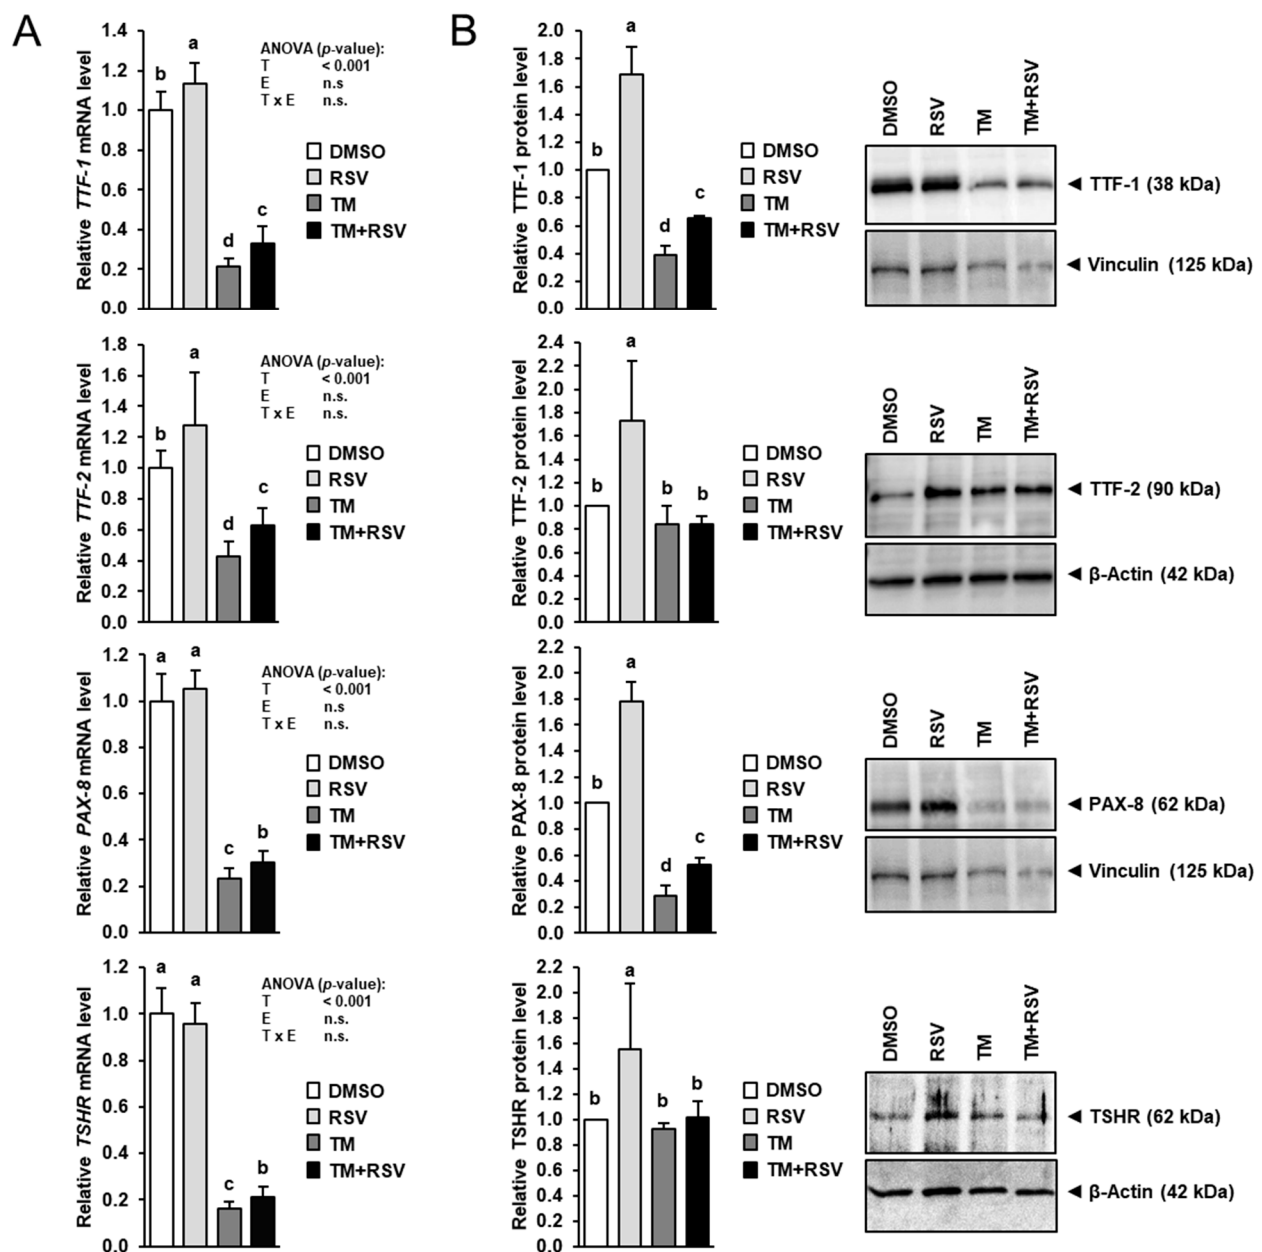 A
Relative TTF-1 mRNA level
1.4
1.2
1.0
0.8
0.6
0.4
0.2
0.0
b
a
d
c
ANOVA (p-value):
T < 0.001
E n.s
T x E n.s.
DMSO
RSV
TM
TM+RSV
Relative TTF-2 mRNA level
1.8
1.6
1.4
1.2
1.0
0.8
0.6
0.4
0.2
0.0
b
a
d
c
ANOVA (p-value):
T < 0.001
E n.s.
T x E n.s.
DMSO
RSV
TM
TM+RSV
Relative PAX-8 mRNA level
1.2
1.0
0.8
0.6
0.4
0.2
0.0
a
a
c
b
ANOVA (p-value):
T < 0.001
E n.s
T x E n.s.
DMSO
RSV
TM
TM+RSV
Relative TSHR mRNA level
1.2
1.0
0.8
0.6
0.4
0.2
0.0
a
a
c
b
ANOVA (p-value):
T < 0.001
E n.s.
T x E n.s.
DMSO
RSV
TM
TM+RSV
B
Relative TTF-1 protein level
2.0
1.8
1.6
1.4
1.2
1.0
0.8
0.6
0.4
0.2
0.0
b
a
d
c
DMSO
RSV
TM
TM+RSV
DMSO
RSV
TM
TM+RSV
TTF-1 (38 kDa)
Vinculin (125 kDa)
Relative TTF-2 protein level
2.4
2.2
2.0
1.8
1.6
1.4
1.2
1.0
0.8
0.6
0.4
0.2
0.0
b
a
b
b
DMSO
RSV
TM
TM+RSV
DMSO
RSV
TM
TM+RSV
TTF-2 (90 kDa)
β-Actin (42 kDa)
Relative PAX-8 protein level
2.2
2.0
1.8
1.6
1.4
1.2
1.0
0.8
0.6
0.4
0.2
0.0
b
a
d
c
DMSO
RSV
TM
TM+RSV
DMSO
RSV
TM
TM+RSV
PAX-8 (62 kDa)
Vinculin (125 kDa)
Relative TSHR protein level
2.2
2.0
1.8
1.6
1.4
1.2
1.0
0.8
0.6
0.4
0.2
0.0
b
a
b
b
DMSO
RSV
TM
TM+RSV
DMSO
RSV
TM
TM+RSV
TSHR (62 kDa)
β-Actin (42 kDa)